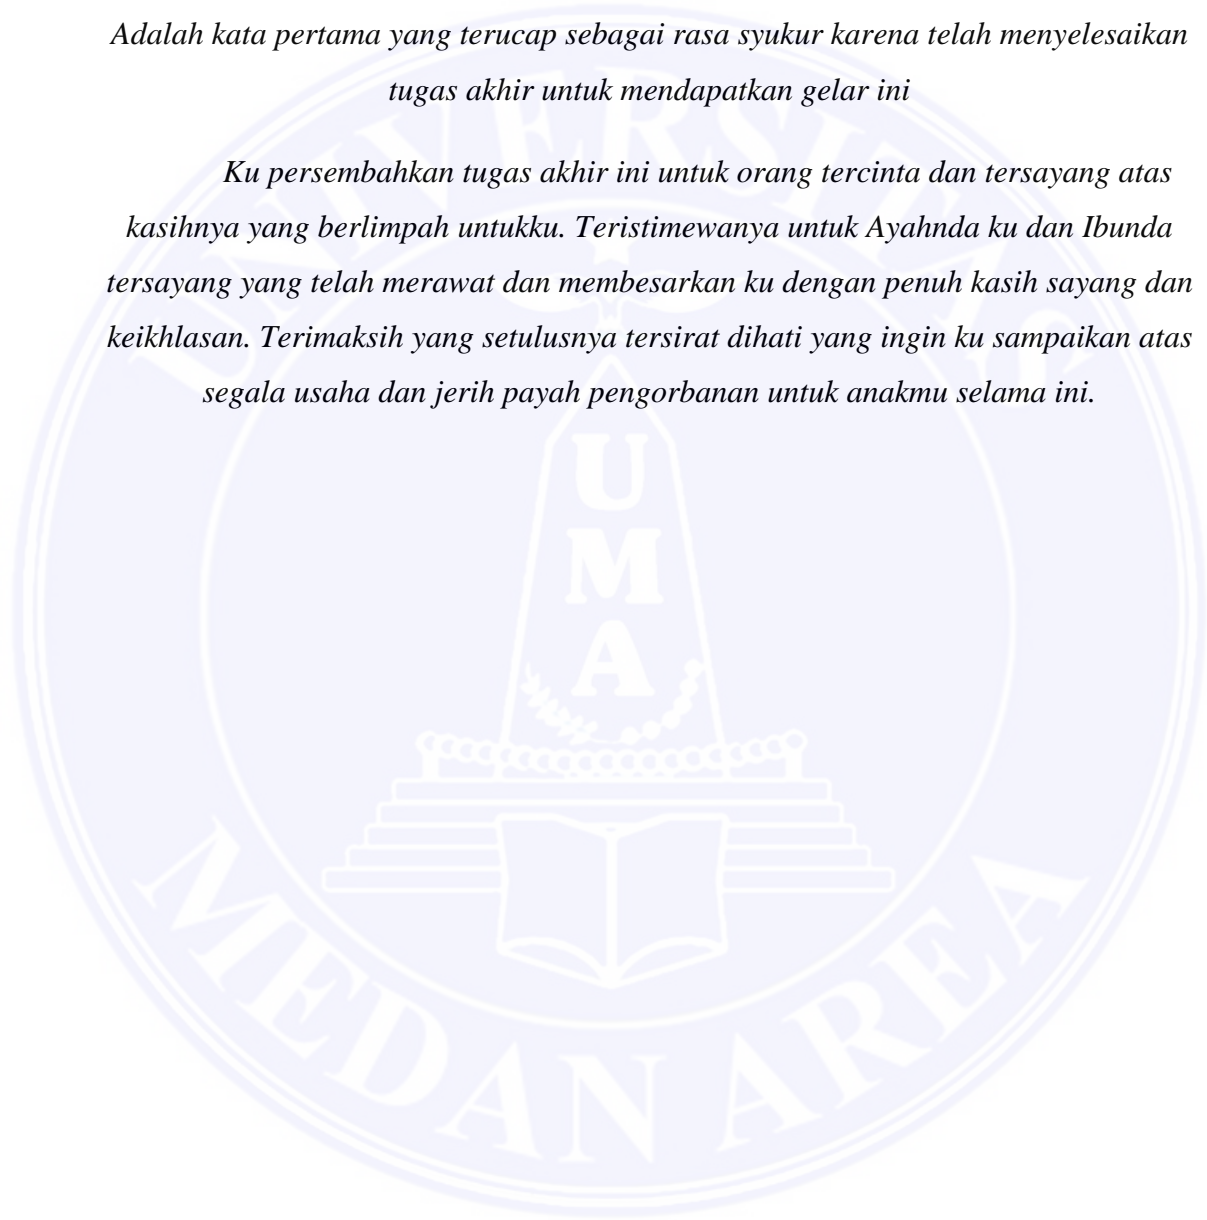 Adalah kata pertama yang terucap sebagai rasa syukur karena telah menyelesaikan
tugas akhir untuk mendapatkan gelar ini
Ku persembahkan tugas akhir ini untuk orang tercinta dan tersayang atas
kasihnya yang berlimpah untukku. Teristimewanya untuk Ayahnda ku dan Ibunda
tersayang yang telah merawat dan membesarkan ku dengan penuh kasih sayang dan
keikhlasan. Terimaksih yang setulusnya tersirat dihati yang ingin ku sampaikan atas
segala usaha dan jerih payah pengorbanan untuk anakmu selama ini.
UNIVERSITAS
U
M
A
MEDAN AREA